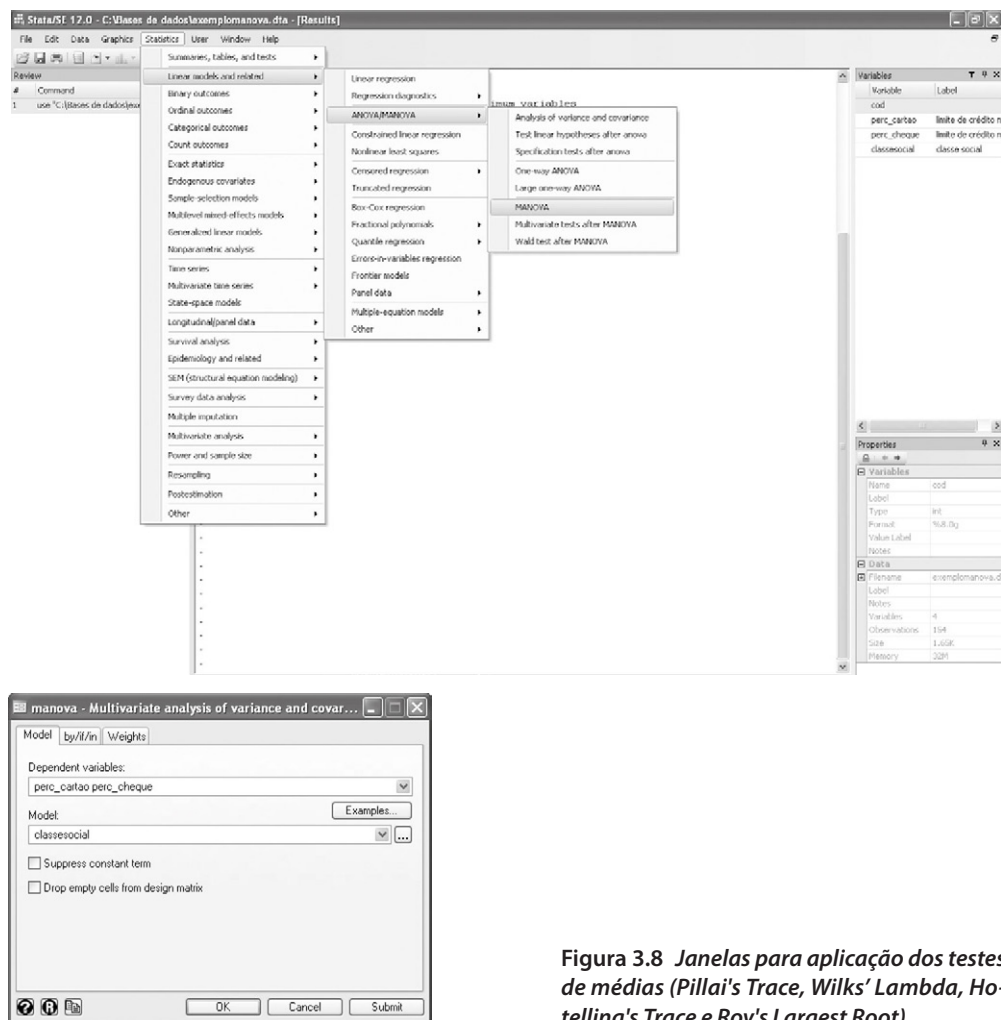 Stata/SE 12.0 - C:\Bases de dados\exemplomanova.dta - [Results]
File Edit Data Graphics Statistics User Window Help
Review
# Command
1 use "C:\Bases de dados\exe
Summaries, tables, and tests
Linear models and related
Binary outcomes
Ordinal outcomes
Categorical outcomes
Count outcomes
Exact statistics
Endogenous covariates
Sample-selection models
Multilevel mixed-effects models
Generalized linear models
Nonparametric analysis
Time series
Multivariate time series
State-space models
Longitudinal/panel data
Survival analysis
Epidemiology and related
SEM (structural equation modeling)
Survey data analysis
Multiple imputation
Multivariate analysis
Power and sample size
Resampling
Postestimation
Other
Linear regression
Regression diagnostics
ANOVA/MANOVA
Constrained linear regression
Nonlinear least squares
Censored regression
Truncated regression
Box-Cox regression
Fractional polynomials
Quantile regression
Errors-in-variables regression
Frontier models
Panel data
Multiple-equation models
Other
variables
Analysis of variance and covariance
Test linear hypotheses after anova
Specification tests after anova
One-way ANOVA
Large one-way ANOVA
MANOVA
Multivariate tests after MANOVA
Wald test after MANOVA
Variables
Variable Label
cod
perc_cartao limite de crédito n
perc_cheque limite de crédito n
classesocial classe social
Properties
Variables
Name cod
Label
Type int
Format %8.0g
Value Label
Notes
Data
Filename exemplomanova.d
Label
Notes
Variables 4
Observations 164
Size 1.65K
Memory 32M
manova - Multivariate analysis of variance and covar...
Model by/if/in Weights
Dependent variables:
perc_cartao perc_cheque
Model: Examples...
classesocial ...
Suppress constant term
Drop empty cells from design matrix
OK Cancel Submit
Figura 3.8 Janelas para aplicação dos testes
de médias (Pillai's Trace, Wilks' Lambda, Ho-
telling's Trace e Roy's Largest Root)